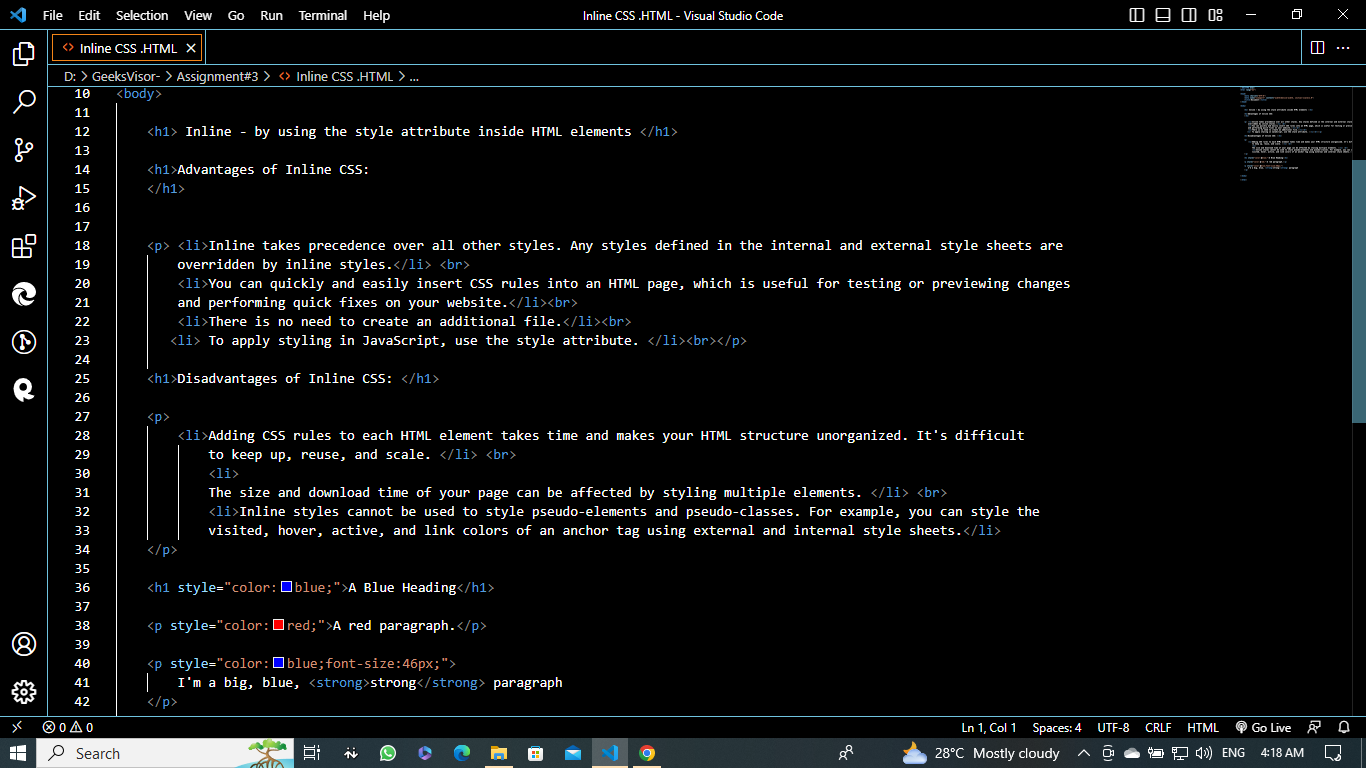 File Edit Selection View Go Run Terminal Help Inline CSS .HTML - Visual Studio Code
Inline CSS .HTML
D: > GeeksVisor- > Assignment#3 > Inline CSS .HTML > ...
10 <body>
11
12 <h1> Inline - by using the style attribute inside HTML elements </h1>
13
14 <h1>Advantages of Inline CSS:
15 </h1>
16
17
18 <p> <li>Inline takes precedence over all other styles. Any styles defined in the internal and external style sheets are
19 overridden by inline styles.</li> <br>
20 <li>You can quickly and easily insert CSS rules into an HTML page, which is useful for testing or previewing changes
21 and performing quick fixes on your website.</li><br>
22 <li>There is no need to create an additional file.</li><br>
23 <li> To apply styling in JavaScript, use the style attribute. </li><br></p>
24
25 <h1>Disadvantages of Inline CSS: </h1>
26
27 <p>
28 <li>Adding CSS rules to each HTML element takes time and makes your HTML structure unorganized. It's difficult
29 to keep up, reuse, and scale. </li> <br>
30 <li>
31 The size and download time of your page can be affected by styling multiple elements. </li> <br>
32 <li>Inline styles cannot be used to style pseudo-elements and pseudo-classes. For example, you can style the
33 visited, hover, active, and link colors of an anchor tag using external and internal style sheets.</li>
34 </p>
35
36 <h1 style="color:blue;">A Blue Heading</h1>
37
38 <p style="color:red;">A red paragraph.</p>
39
40 <p style="color:blue;font-size:46px;">
41 I'm a big, blue, <strong>strong</strong> paragraph
42 </p>
0 0 Ln 1, Col 1 Spaces: 4 UTF-8 CRLF HTML Go Live
Search 28°C Mostly cloudy ENG 4:18 AM